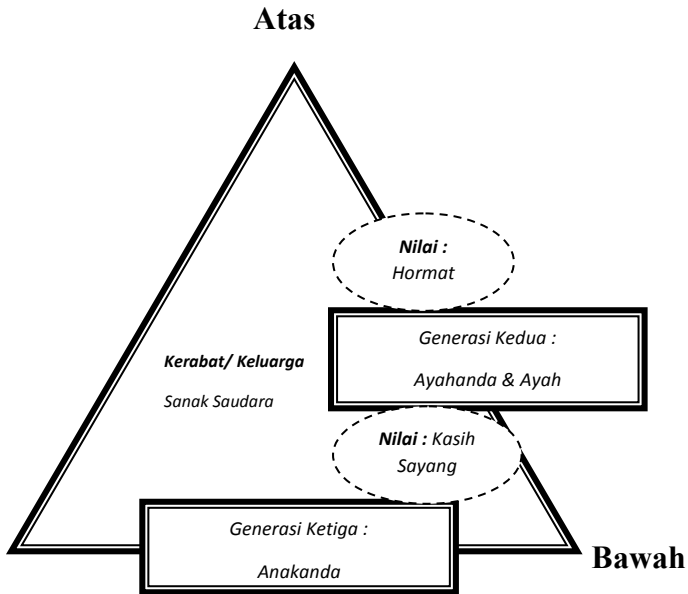 Atas
Nilai :
Hormat
Generasi Kedua :
Ayahanda & Ayah
Kerabat/ Keluarga
Sanak Saudara
Nilai : Kasih
Sayang
Generasi Ketiga :
Anakanda
Bawah